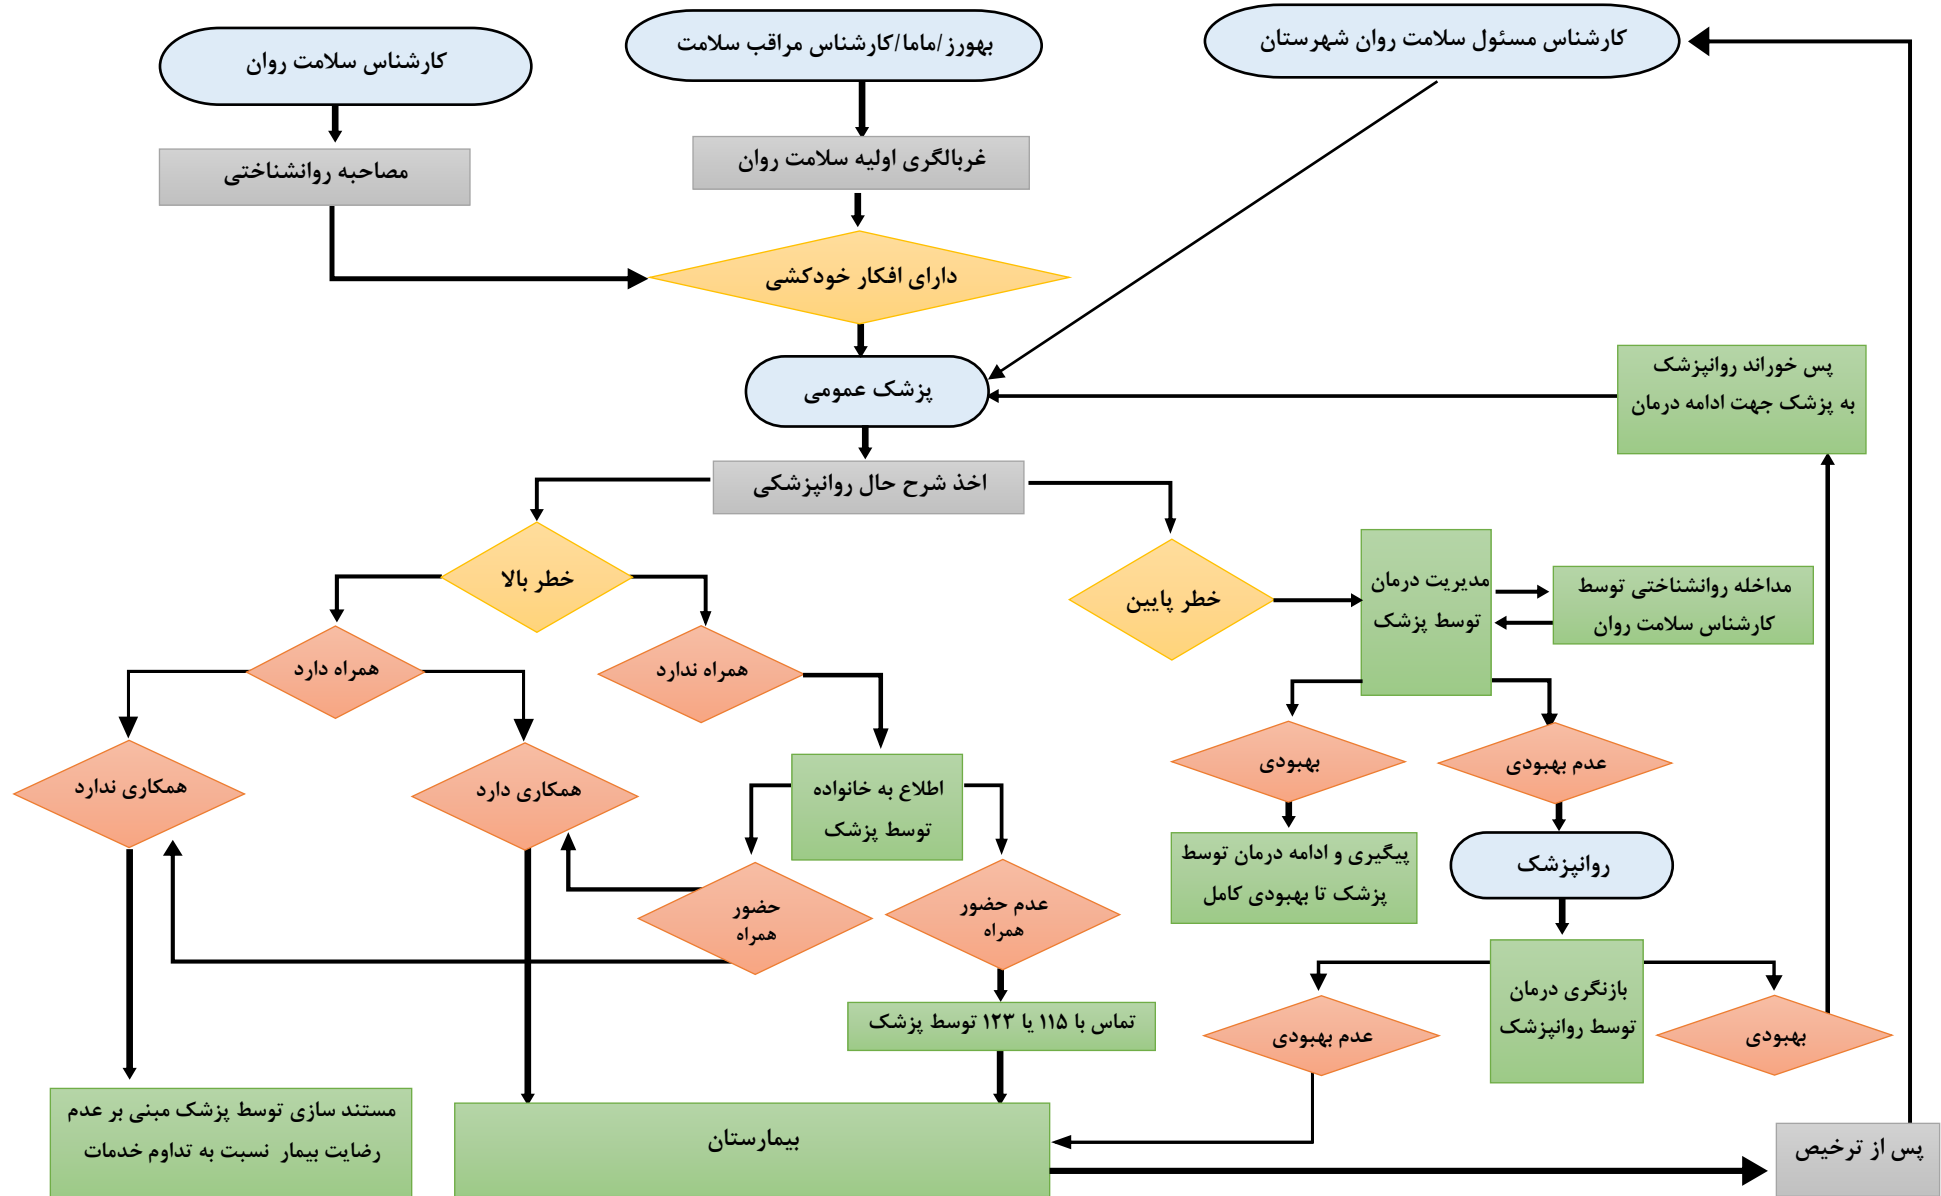 کارشناس مسئول سلامت روان شهرستان
بهورز/ماما/کارشناس مراقب سلامت
کارشناس سلامت روان
غربالگری اولیه سلامت روان
مصاحبه روانشناختی
دارای افکار خودکشی
پزشک عمومی
پس خوراند روانپزشک
به پزشک جهت ادامه درمان
اخذ شرح حال روانپزشکی
خطر پایین
خطر بالا
مدیریت درمان
توسط پزشک
مداخله روانشناختی توسط
کارشناس سلامت روان
همراه ندارد
همراه دارد
عدم بهبودی
بهبودی
اطلاع به خانواده
توسط پزشک
همکاری دارد
همکاری ندارد
روانپزشک
پیگیری و ادامه درمان توسط
پزشک تا بهبودی کامل
عدم حضور
همراه
حضور
همراه
بازنگری درمان
توسط روانپزشک
بهبودی
عدم بهبودی
تماس با ۱۱۵ یا ۱۲۳ توسط پزشک
پس از ترخیص
بیمارستان
مستند سازی توسط پزشک مبنی بر عدم
رضایت بیمار نسبت به تداوم خدمات